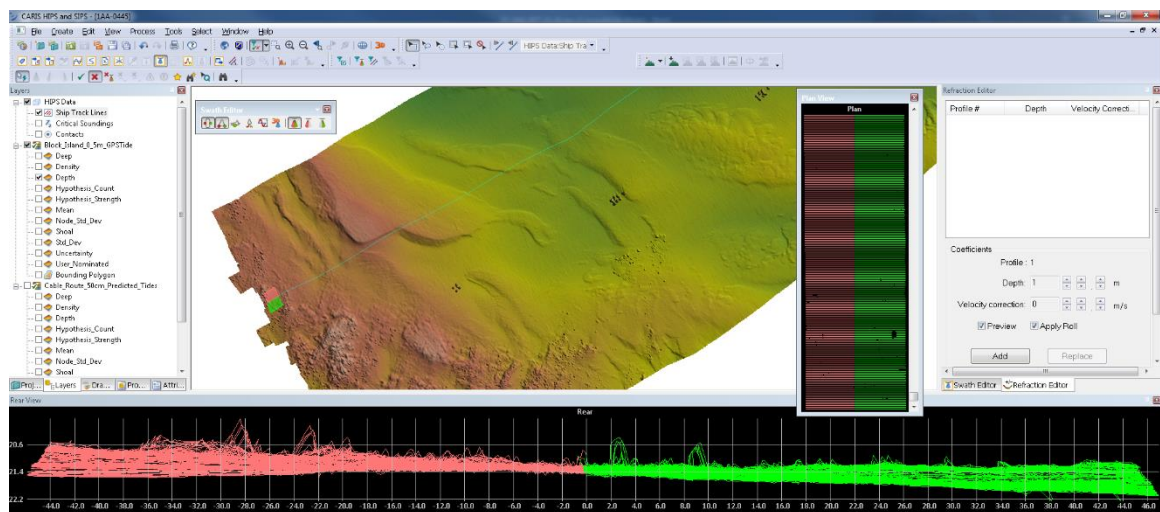 CARIS HIPS and SIPS - [1AA-0445]
File Create Edit View Process Tools Select Window Help
HIPS Data:Ship Tra
Layers
HIPS Data
Ship Track Lines
Critical Soundings
Contacts
Block_Island_0_5m_GPSTide
Deep
Density
Depth
Hypothesis_Count
Hypothesis_Strength
Mean
Node_Std_Dev
Shoal
Std_Dev
Uncertainty
User_Nominated
Bounding Polygon
Cable_Route_50cm_Predicted_Tides
Deep
Density
Depth
Hypothesis_Count
Hypothesis_Strength
Mean
Node_Std_Dev
Shoal
Proj... Layers Dra... Pro... Attri...
Swath Editor
Plan View
Plan
Refraction Editor
Profile # Depth Velocity Correcti...
Coefficients
Profile : 1
Depth: 1 m
Velocity correction: 0 m/s
Preview Apply Roll
Add Replace
Swath Editor Refraction Editor
Rear View
Rear
20.6
21.4
22.2
-44.0 -42.0 -40.0 -38.0 -36.0 -34.0 -32.0 -30.0 -28.0 -26.0 -24.0 -22.0 -20.0 -18.0 -16.0 -14.0 -12.0 -10.0 -8.0 -6.0 -4.0 -2.0 0.0 2.0 4.0 6.0 8.0 10.0 12.0 14.0 16.0 18.0 20.0 22.0 24.0 26.0 28.0 30.0 32.0 34.0 36.0 38.0 40.0 42.0 44.0 46.0